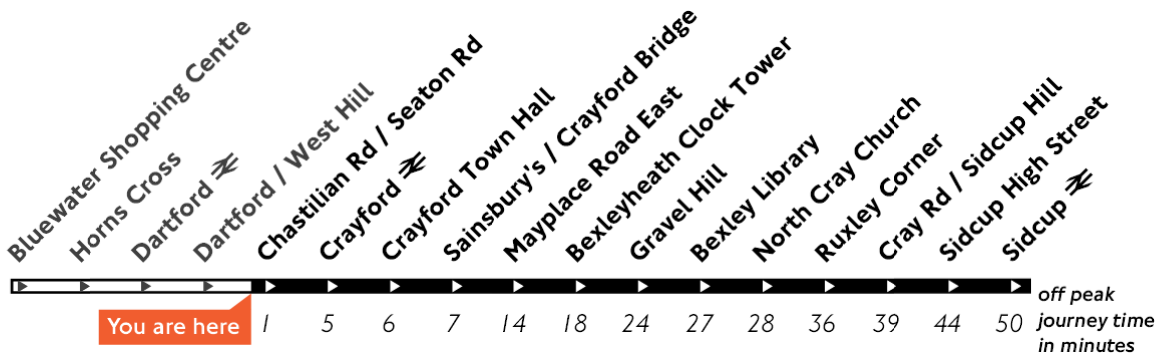 Bluewater Shopping Centre
Horns Cross
Dartford
Dartford / West Hill
Chastilian Rd / Seaton Rd
Crayford
Crayford Town Hall
Sainsbury's / Crayford Bridge
Mayplace Road East
Bexleyheath Clock Tower
Gravel Hill
Bexley Library
North Cray Church
Ruxley Corner
Cray Rd / Sidcup Hill
Sidcup High Street
Sidcup
You are here
1 5 6 7 14 18 24 27 28 36 39 44 50
off peak
journey time
in minutes